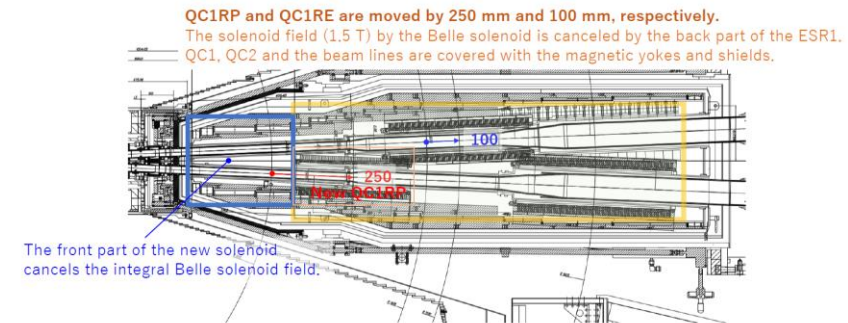 QC1RP and QC1RE are moved by 250 mm and 100 mm, respectively.
The solenoid field (1.5 T) by the Belle solenoid is canceled by the back part of the ESR1.
QC1, QC2 and the beam lines are covered with the magnetic yokes and shields.
100
250
New QC1RP
The front part of the new solenoid
cancels the integral Belle solenoid field.